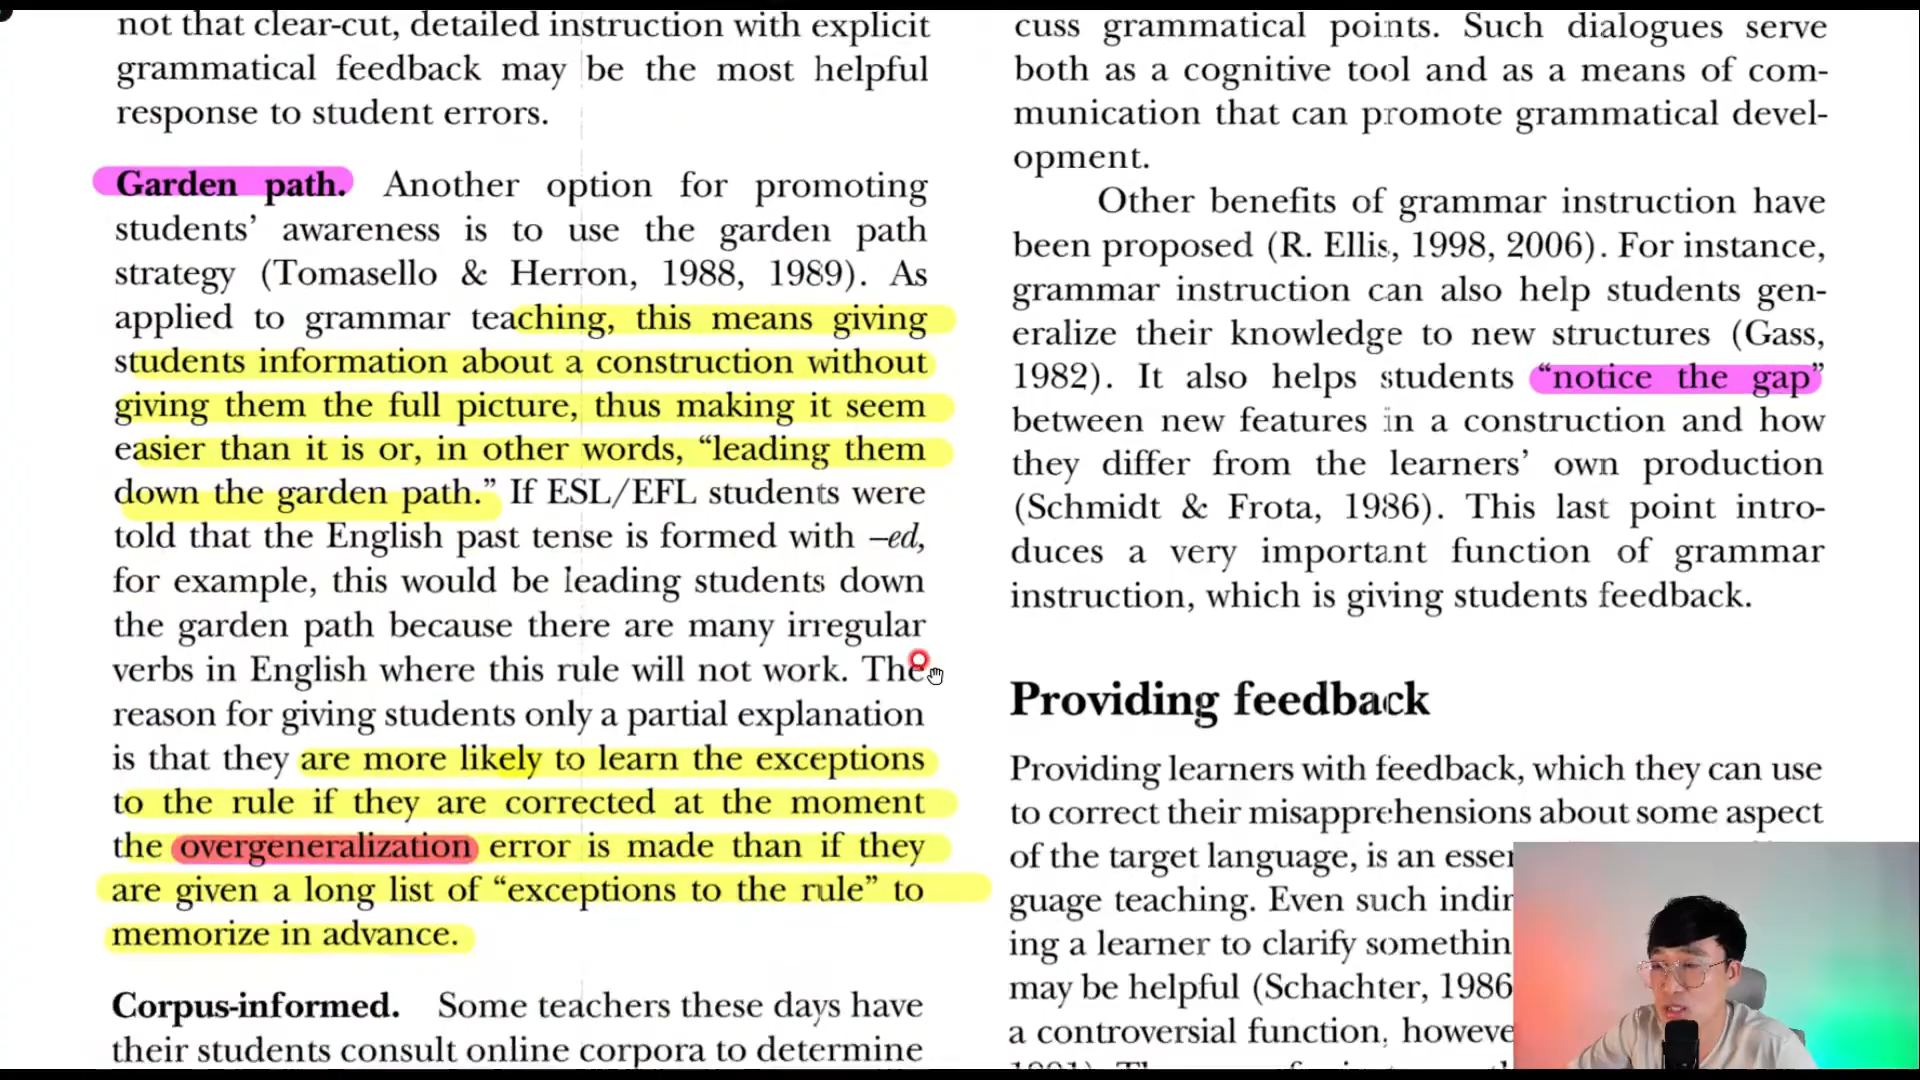 not that clear-cut, detailed instruction with explicit
grammatical feedback may be the most helpful
response to student errors.
Garden path. Another option for promoting
students’ awareness is to use the garden path
strategy (Tomasello & Herron, 1988, 1989). As
applied to grammar teaching, this means giving
students information about a construction without
giving them the full picture, thus making it seem
easier than it is or, in other words, “leading them
down the garden path.” If ESL/EFL students were
told that the English past tense is formed with –ed,
for example, this would be leading students down
the garden path because there are many irregular
verbs in English where this rule will not work. The
reason for giving students only a partial explanation
is that they are more likely to learn the exceptions
to the rule if they are corrected at the moment
the overgeneralization error is made than if they
are given a long list of “exceptions to the rule” to
memorize in advance.
Corpus-informed. Some teachers these days have
their students consult online corpora to determine
cuss grammatical points. Such dialogues serve
both as a cognitive tool and as a means of com-
munication that can promote grammatical devel-
opment.
Other benefits of grammar instruction have
been proposed (R. Ellis, 1998, 2006). For instance,
grammar instruction can also help students gen-
eralize their knowledge to new structures (Gass,
1982). It also helps students “notice the gap”
between new features in a construction and how
they differ from the learners’ own production
(Schmidt & Frota, 1986). This last point intro-
duces a very important function of grammar
instruction, which is giving students feedback.
Providing feedback
Providing learners with feedback, which they can use
to correct their misapprehensions about some aspect
of the target language, is an esse
guage teaching. Even such indir
ing a learner to clarify somethin
may be helpful (Schachter, 1986
a controversial function, howeve